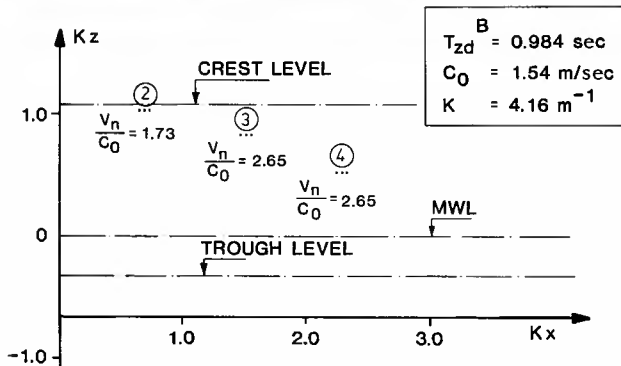 Kz
T_zd^B = 0.984 sec
C_0 = 1.54 m/sec
K = 4.16 m^-1
CREST LEVEL
2
1.0
V_n/C_0 = 1.73
3
V_n/C_0 = 2.65
4
V_n/C_0 = 2.65
MWL
0
TROUGH LEVEL
1.0 2.0 3.0 Kx
-1.0